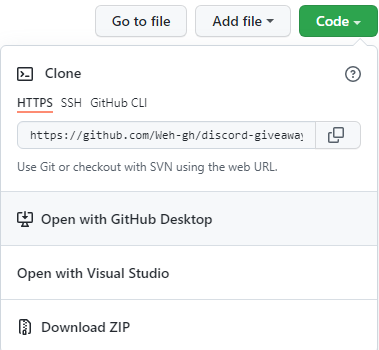 Go to file Add file Code
Clone
HTTPS SSH GitHub CLI
https://github.com/Weh-gh/discord-giveaway
Use Git or checkout with SVN using the web URL.
Open with GitHub Desktop
Open with Visual Studio
Download ZIP